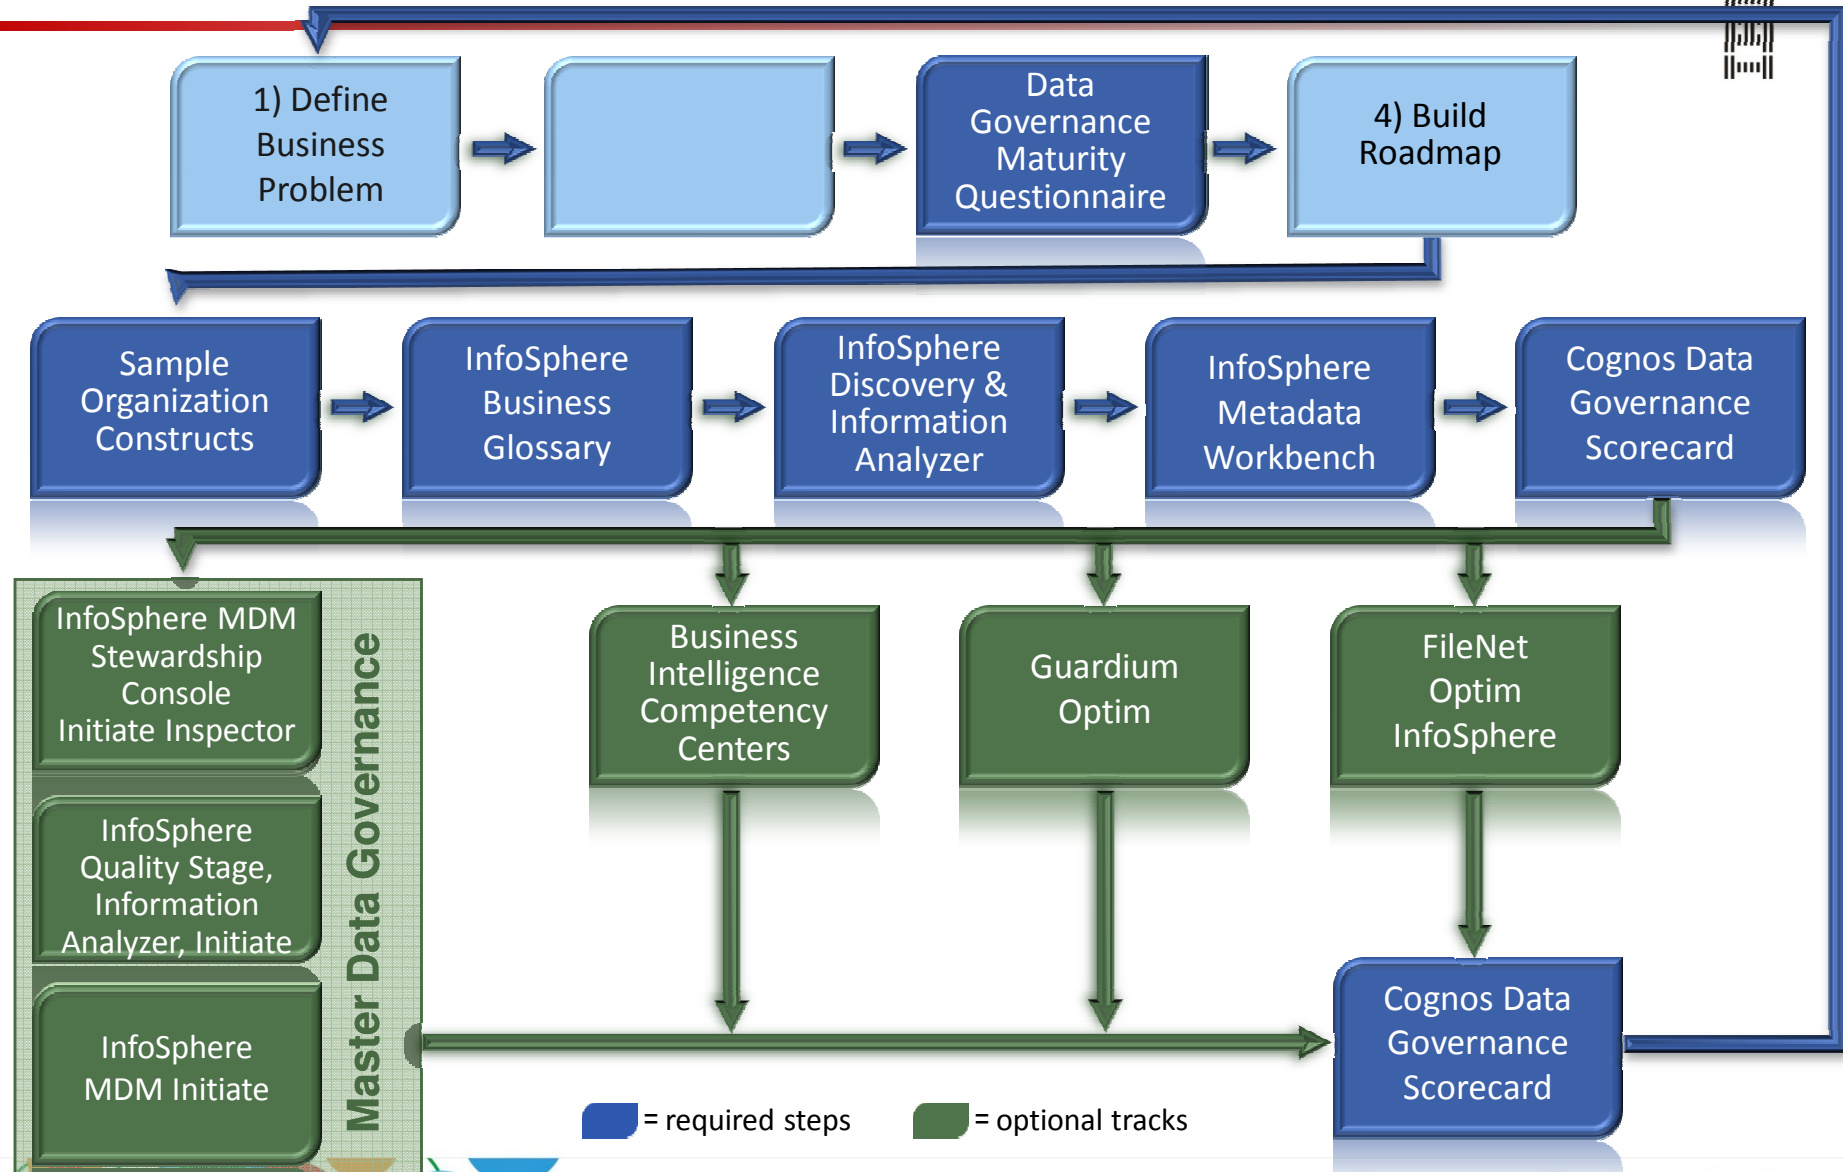 1) Define
Business
Problem
Data
Governance
Maturity
Questionnaire
4) Build
Roadmap
Sample
Organization
Constructs
InfoSphere
Business
Glossary
InfoSphere
Discovery &
Information
Analyzer
InfoSphere
Metadata
Workbench
Cognos Data
Governance
Scorecard
InfoSphere MDM
Stewardship
Console
Initiate Inspector
InfoSphere
Quality Stage,
Information
Analyzer, Initiate
InfoSphere
MDM Initiate
Master Data Governance
Business
Intelligence
Competency
Centers
Guardium
Optim
FileNet
Optim
InfoSphere
Cognos Data
Governance
Scorecard
= required steps
= optional tracks